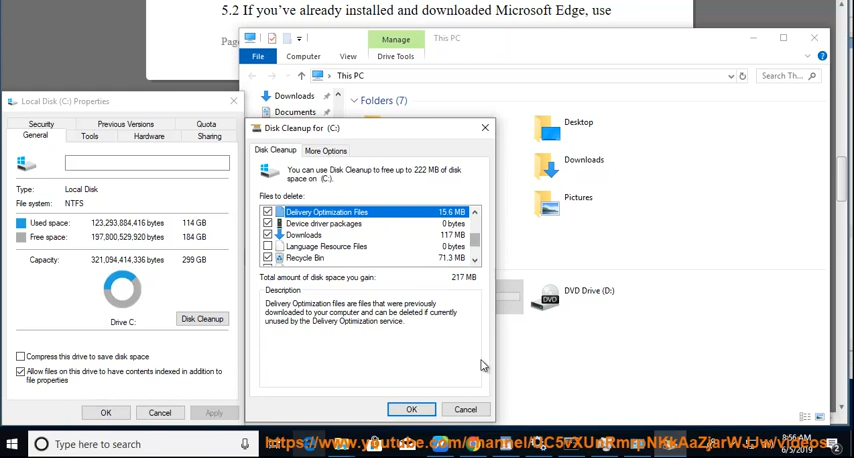 5.2 If you've already installed and downloaded Microsoft Edge, use
Page
Manage
This PC
File
Computer
View
Drive Tools
This PC
Search Th...
Downloads
Documents
Folders (7)
Desktop
Downloads
Pictures
DVD Drive (D:)
Local Disk (C:) Properties
Security
Previous Versions
Quota
General
Tools
Hardware
Sharing
Type:
Local Disk
File system:
NTFS
Used space:
123,293,884,416 bytes
114 GB
Free space:
197,800,529,920 bytes
184 GB
Capacity:
321,094,414,336 bytes
299 GB
Drive C:
Disk Cleanup
Compress this drive to save disk space
Allow files on this drive to have contents indexed in addition to
file properties
OK
Cancel
Apply
Disk Cleanup for (C:)
Disk Cleanup
More Options
You can use Disk Cleanup to free up to 222 MB of disk
space on (C:).
Files to delete:
Delivery Optimization Files
15.6 MB
Device driver packages
0 bytes
Downloads
117 MB
Language Resource Files
0 bytes
Recycle Bin
71.3 MB
Total amount of disk space you gain:
217 MB
Description
Delivery Optimization files are files that were previously
downloaded to your computer and can be deleted if currently
unused by the Delivery Optimization service.
OK
Cancel
Type here to search
8:56 AM
6/5/2019
2
DVD